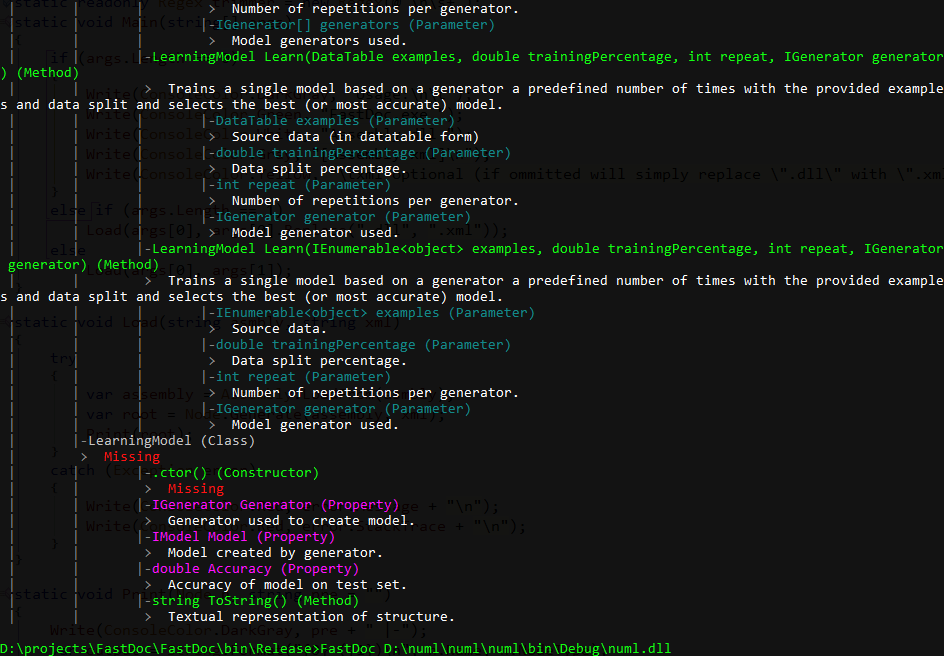 > Number of repetitions per generator.
|-IGenerator[] generators (Parameter)
> Model generators used.
|-LearningModel Learn(DataTable examples, double trainingPercentage, int repeat, IGenerator generator
) (Method)
> Trains a single model based on a generator a predefined number of times with the provided example
s and data split and selects the best (or most accurate) model.
|-DataTable examples (Parameter)
> Source data (in datatable form)
|-double trainingPercentage (Parameter)
> Data split percentage.
|-int repeat (Parameter)
> Number of repetitions per generator.
|-IGenerator generator (Parameter)
> Model generator used.
|-LearningModel Learn(IEnumerable<object> examples, double trainingPercentage, int repeat, IGenerator
generator) (Method)
> Trains a single model based on a generator a predefined number of times with the provided example
s and data split and selects the best (or most accurate) model.
|-IEnumerable<object> examples (Parameter)
> Source data.
|-double trainingPercentage (Parameter)
> Data split percentage.
|-int repeat (Parameter)
> Number of repetitions per generator.
|-IGenerator generator (Parameter)
> Model generator used.
|-LearningModel (Class)
> Missing
|-.ctor() (Constructor)
> Missing
|-IGenerator Generator (Property)
> Generator used to create model.
|-IModel Model (Property)
> Model created by generator.
|-double Accuracy (Property)
> Accuracy of model on test set.
|-string ToString() (Method)
> Textual representation of structure.
D:\projects\FastDoc\FastDoc\bin\Release>FastDoc D:\numl\numl\numl\bin\Debug\numl.dll